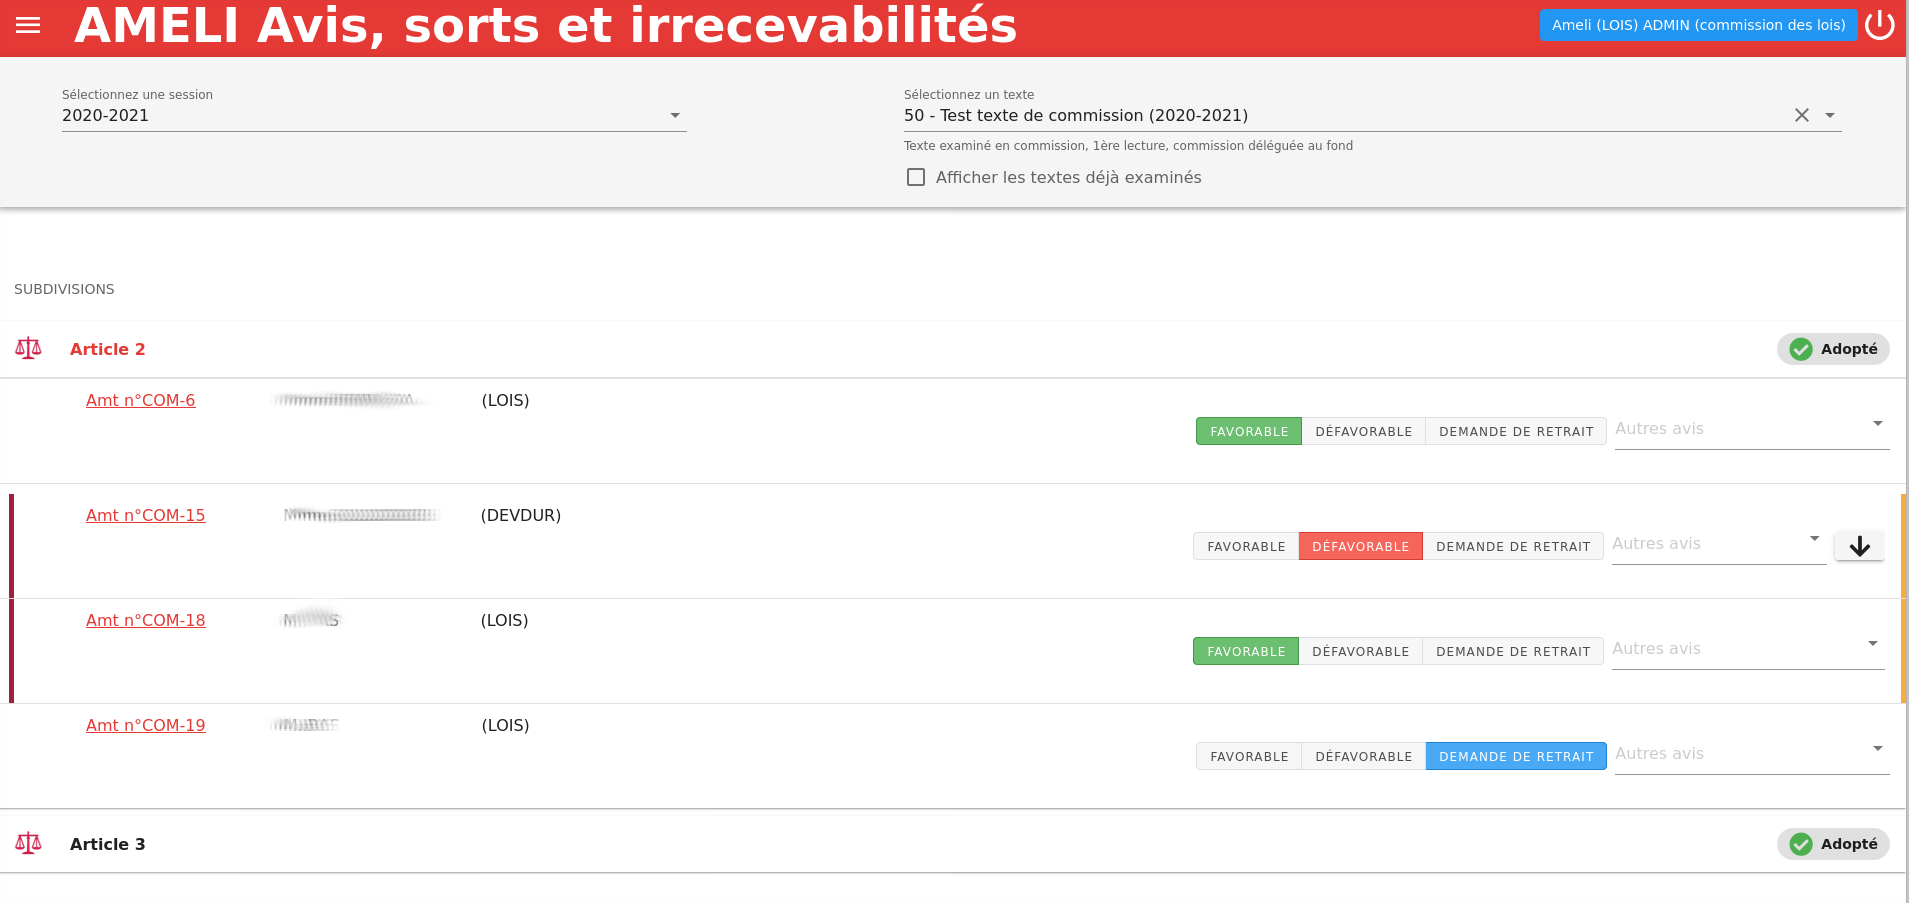 AMELI Avis, sorts et irrecevabilités
Ameli (LOIS) ADMIN (commission des lois)
Sélectionnez une session
2020-2021
Sélectionnez un texte
50 - Test texte de commission (2020-2021)
Texte examiné en commission, 1ère lecture, commission déléguée au fond
Afficher les textes déjà examinés
SUBDIVISIONS
Article 2
Adopté
Amt n°COM-6 (LOIS)
FAVORABLE DÉFAVORABLE DEMANDE DE RETRAIT Autres avis
Amt n°COM-15 (DEVDUR)
FAVORABLE DÉFAVORABLE DEMANDE DE RETRAIT Autres avis
Amt n°COM-18 (LOIS)
FAVORABLE DÉFAVORABLE DEMANDE DE RETRAIT Autres avis
Amt n°COM-19 (LOIS)
FAVORABLE DÉFAVORABLE DEMANDE DE RETRAIT Autres avis
Article 3
Adopté